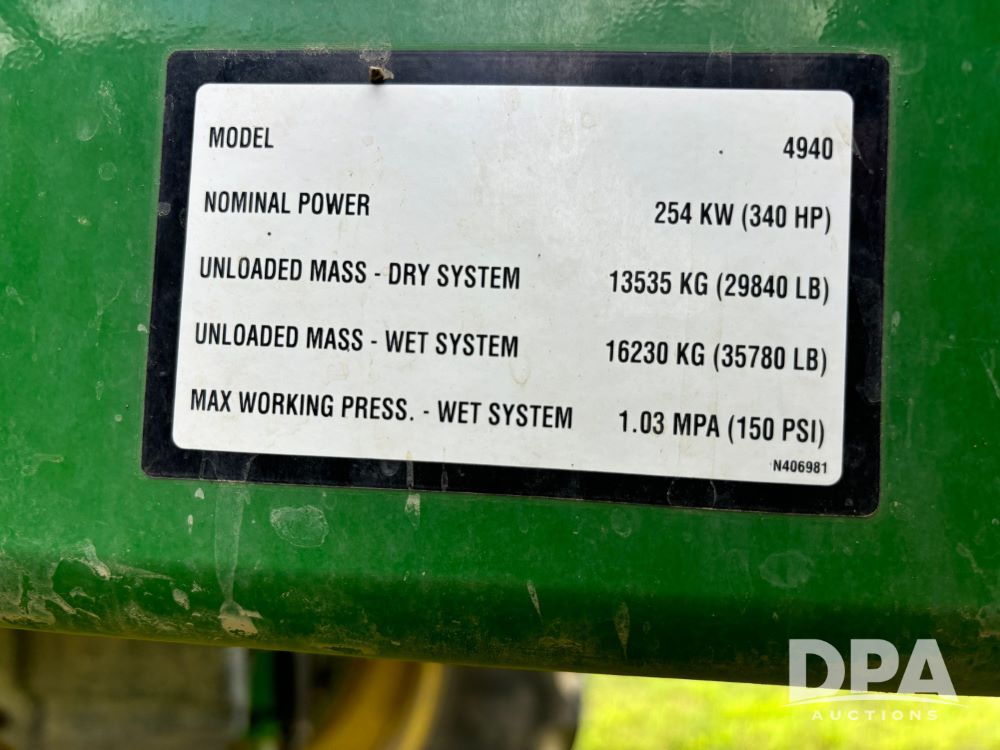 MODEL 4940
NOMINAL POWER 254 KW (340 HP)
UNLOADED MASS - DRY SYSTEM 13535 KG (29840 LB)
UNLOADED MASS - WET SYSTEM 16230 KG (35780 LB)
MAX WORKING PRESS. - WET SYSTEM 1.03 MPA (150 PSI)
N406981
DPA
AUCTIONS